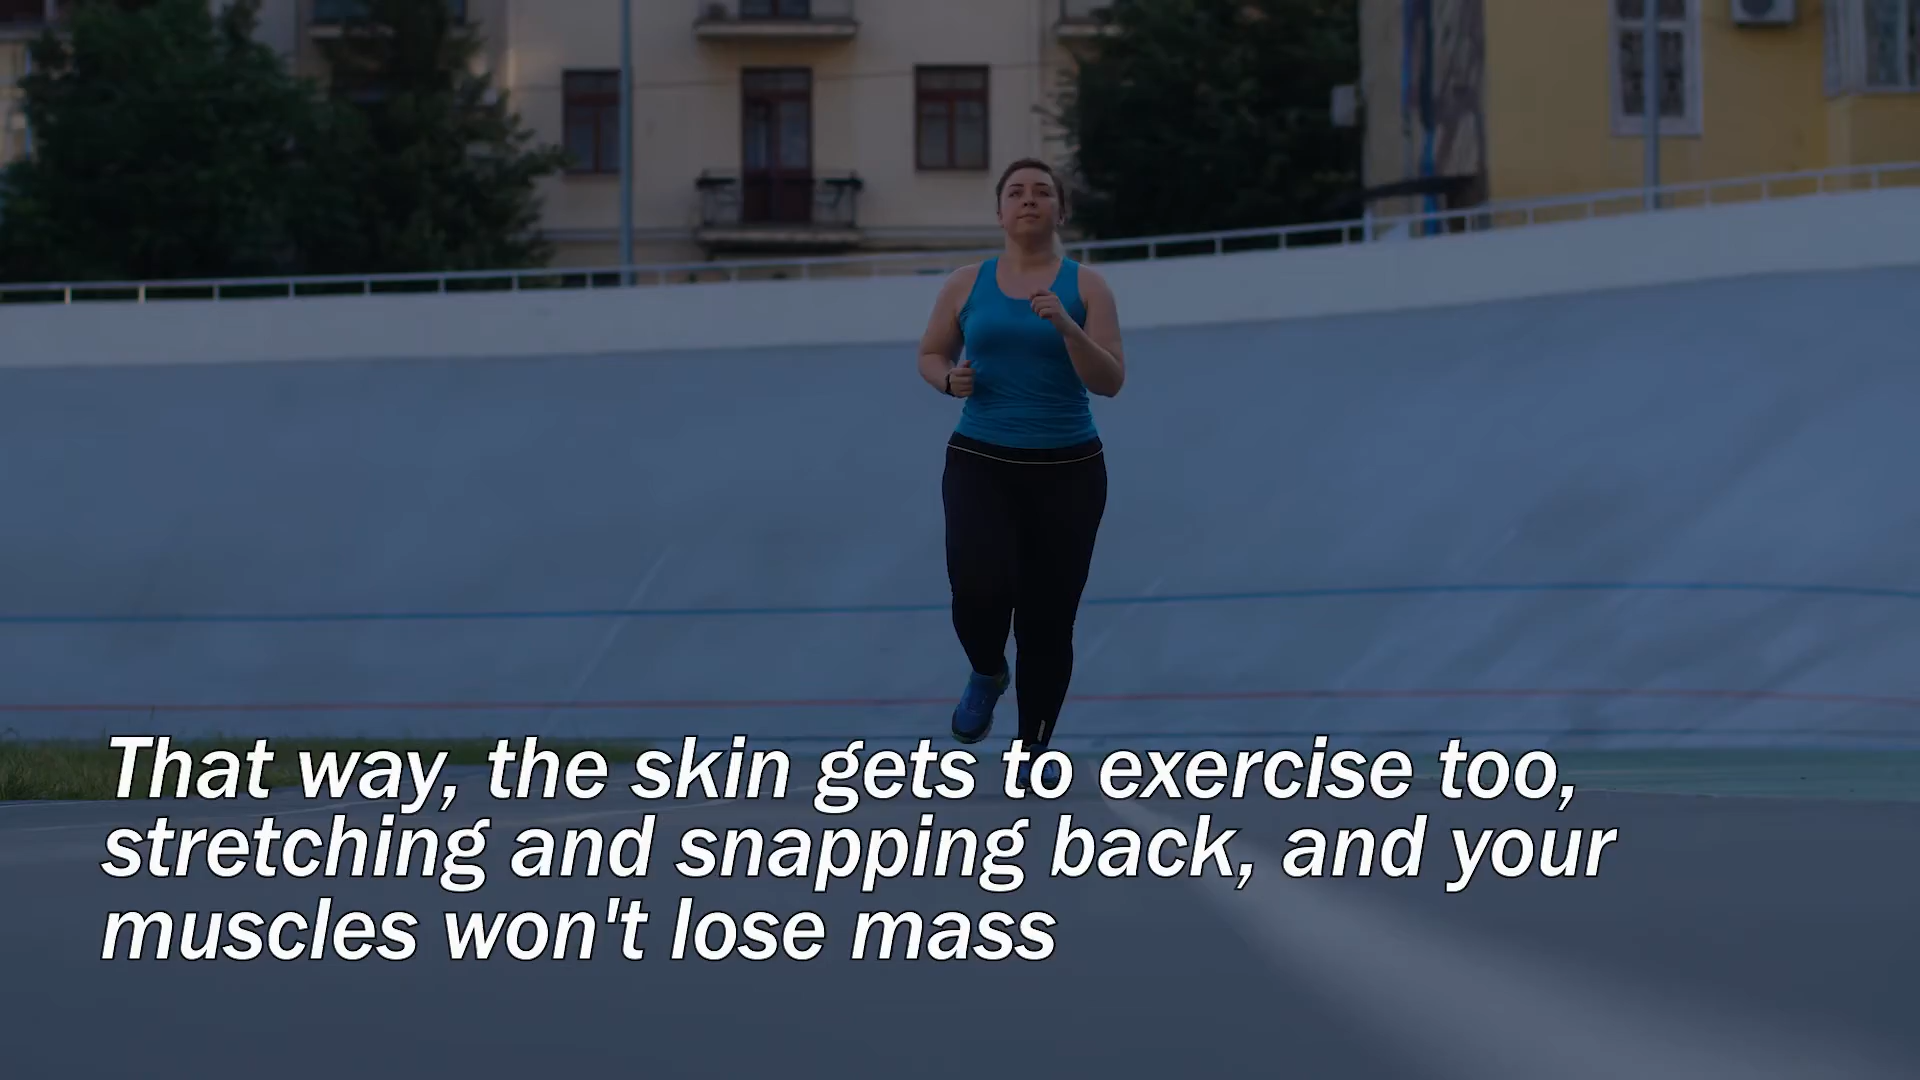 That way, the skin gets to exercise too,
stretching and snapping back, and your
muscles won't lose mass